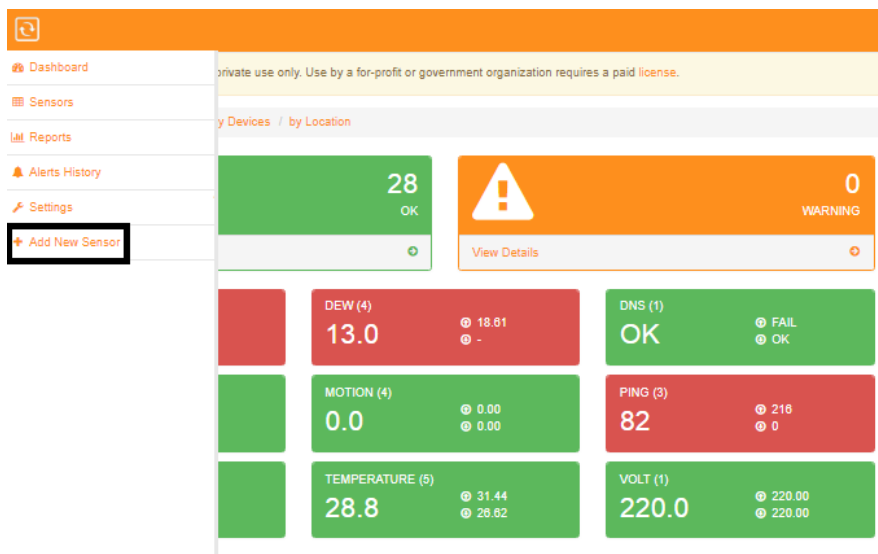 Dashboard
Sensors
Reports
Alerts History
Settings
Add New Sensor
private use only. Use by a for-profit or government organization requires a paid license.
y Devices / by Location
28
OK
0
WARNING
View Details
DEW (4)
13.0
18.61
-
DNS (1)
OK
FAIL
OK
MOTION (4)
0.0
0.00
0.00
PING (3)
82
216
0
TEMPERATURE (5)
28.8
31.44
26.62
VOLT (1)
220.0
220.00
220.00